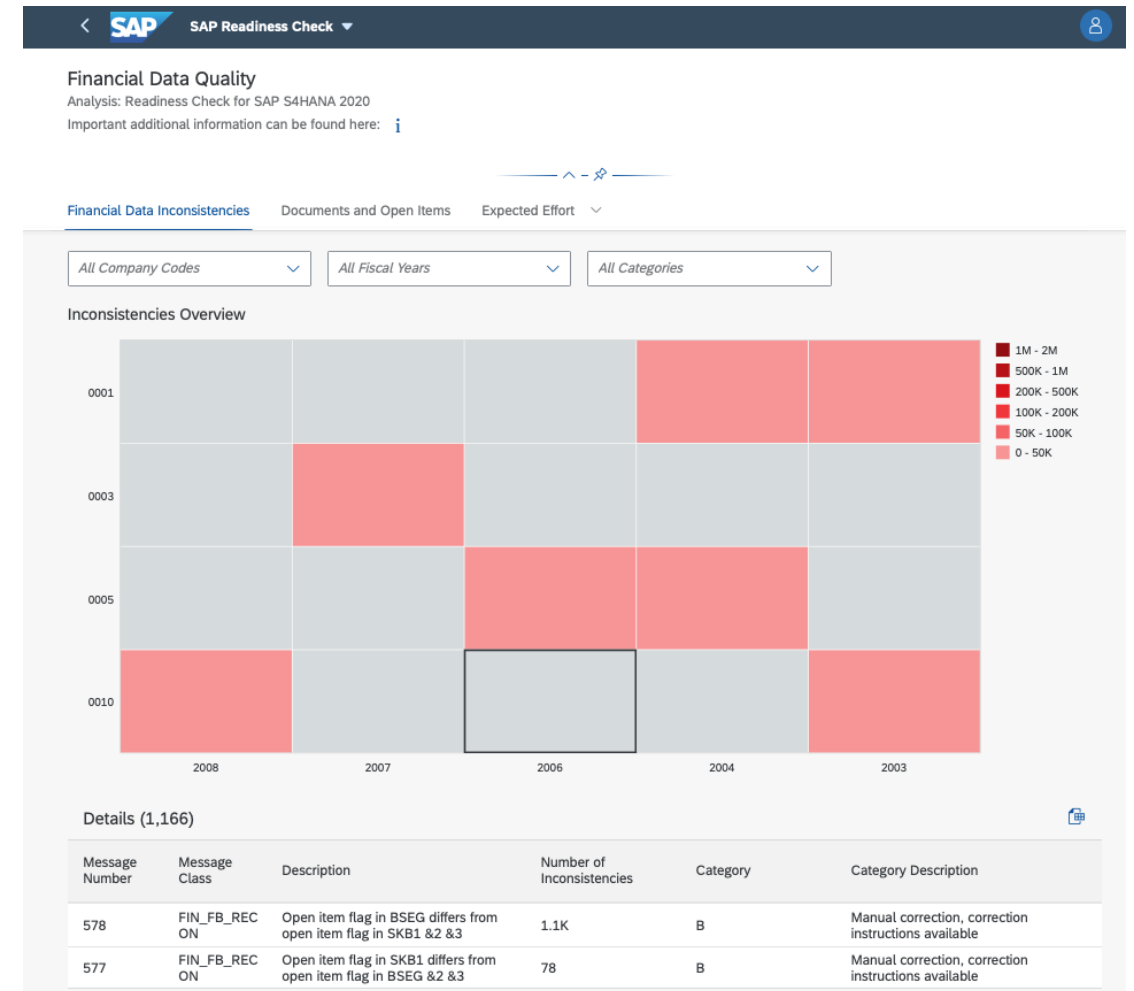 SAP SAP Readiness Check
Financial Data Quality
Analysis: Readiness Check for SAP S4HANA 2020
Important additional information can be found here: i
Financial Data Inconsistencies Documents and Open Items Expected Effort
All Company Codes All Fiscal Years All Categories
Inconsistencies Overview
1M - 2M
500K - 1M
200K - 500K
100K - 200K
50K - 100K
0 - 50K
0001
0003
0005
0010
2008 2007 2006 2004 2003
Details (1,166)
Message Number Message Class Description Number of Inconsistencies Category Category Description
578 FIN_FB_REC Open item flag in BSEG differs from 1.1K B Manual correction, correction
ON open item flag in SKB1 &2 &3 instructions available
577 FIN_FB_REC Open item flag in SKB1 differs from 78 B Manual correction, correction
ON open item flag in BSEG &2 &3 instructions available